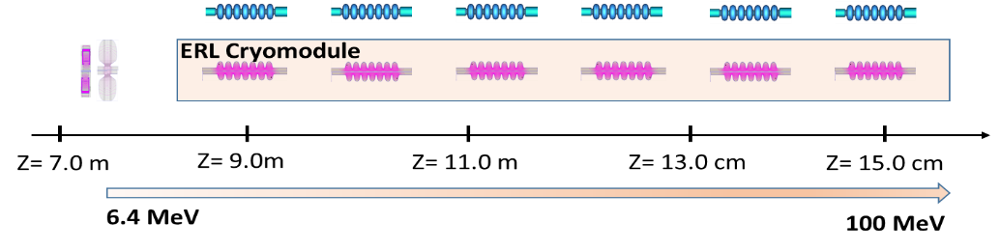 ERL Cryomodule
Z= 7.0 m
Z= 9.0m
Z= 11.0 m
Z= 13.0 cm
Z= 15.0 cm
6.4 MeV
100 MeV